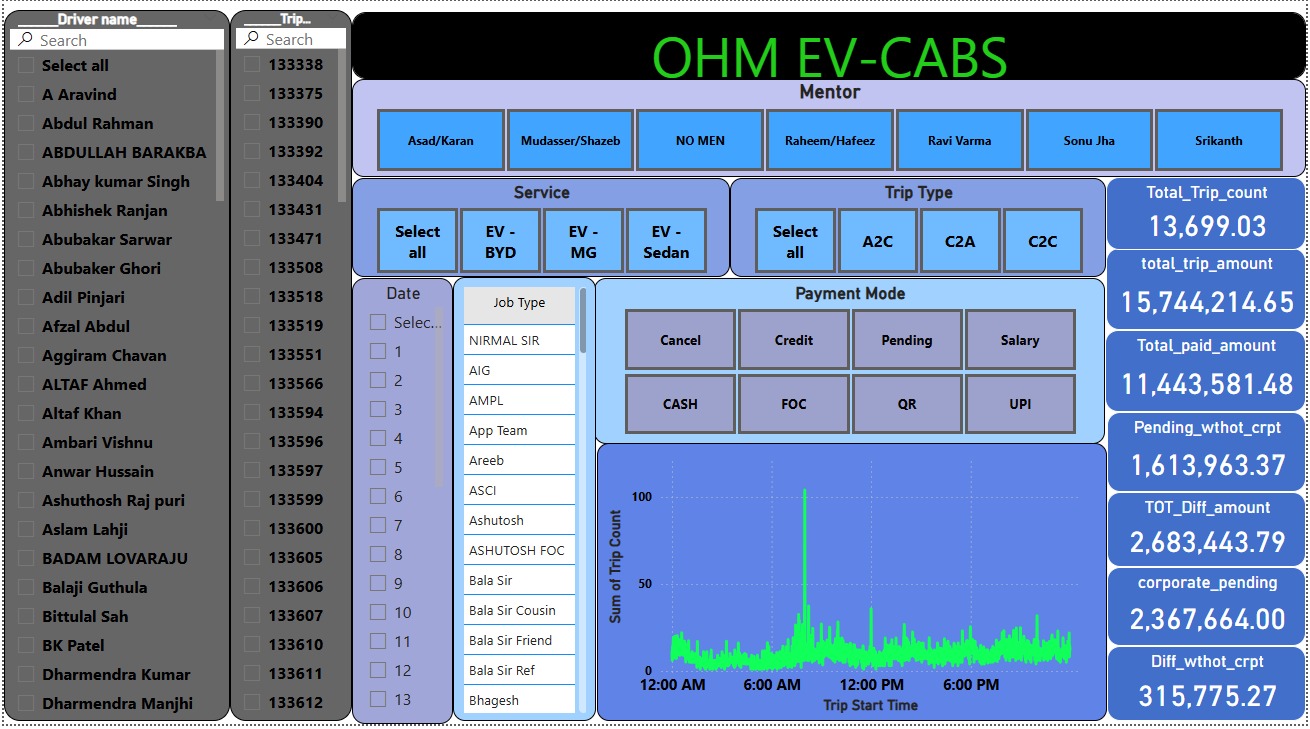 ______Driver name______
Search
Select all
A Aravind
Abdul Rahman
ABDULLAH BARAKBA
Abhay kumar Singh
Abhishek Ranjan
Abubakar Sarwar
Abubaker Ghori
Adil Pinjari
Afzal Abdul
Aggiram Chavan
ALTAF Ahmed
Altaf Khan
Ambari Vishnu
Anwar Hussain
Ashuthosh Raj puri
Aslam Lahji
BADAM LOVARAJU
Balaji Guthula
Bittulal Sah
BK Patel
Dharmendra Kumar
Dharmendra Manjhi
______Trip...
Search
133338
133375
133390
133392
133404
133431
133471
133508
133518
133519
133551
133566
133594
133596
133597
133599
133600
133605
133606
133607
133610
133611
133612
OHM EV-CABS
Mentor
Asad/Karan
Mudasser/Shazeb
NO MEN
Raheem/Hafeez
Ravi Varma
Sonu Jha
Srikanth
Service
Select
all
EV -
BYD
EV -
MG
EV -
Sedan
Trip Type
Select
all
A2C
C2A
C2C
Date
Selec...
1
2
3
4
5
6
7
8
9
10
11
12
13
Job Type
NIRMAL SIR
AIG
AMPL
App Team
Areeb
ASCI
Ashutosh
ASHUTOSH FOC
Bala Sir
Bala Sir Cousin
Bala Sir Friend
Bala Sir Ref
Bhagesh
Payment Mode
Cancel
Credit
Pending
Salary
CASH
FOC
QR
UPI
Sum of Trip Count
100
50
0
12:00 AM
6:00 AM
12:00 PM
6:00 PM
Trip Start Time
Total_Trip_count
13,699.03
total_trip_amount
15,744,214.65
Total_paid_amount
11,443,581.48
Pending_wthot_crpt
1,613,963.37
TOT_Diff_amount
2,683,443.79
corporate_pending
2,367,664.00
Diff_wthot_crpt
315,775.27